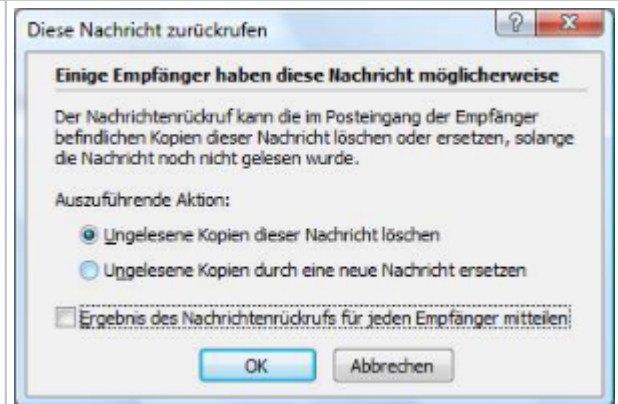 Diese Nachricht zurückrufen
Einige Empfänger haben diese Nachricht möglicherweise
Der Nachrichtenrückruf kann die im Posteingang der Empfänger
befindlichen Kopien dieser Nachricht löschen oder ersetzen, solange
die Nachricht noch nicht gelesen wurde.
Auszuführende Aktion:
Ungelesene Kopien dieser Nachricht löschen
Ungelesene Kopien durch eine neue Nachricht ersetzen
Ergebnis des Nachrichtenrückrufs für jeden Empfänger mitteilen
OK Abbrechen